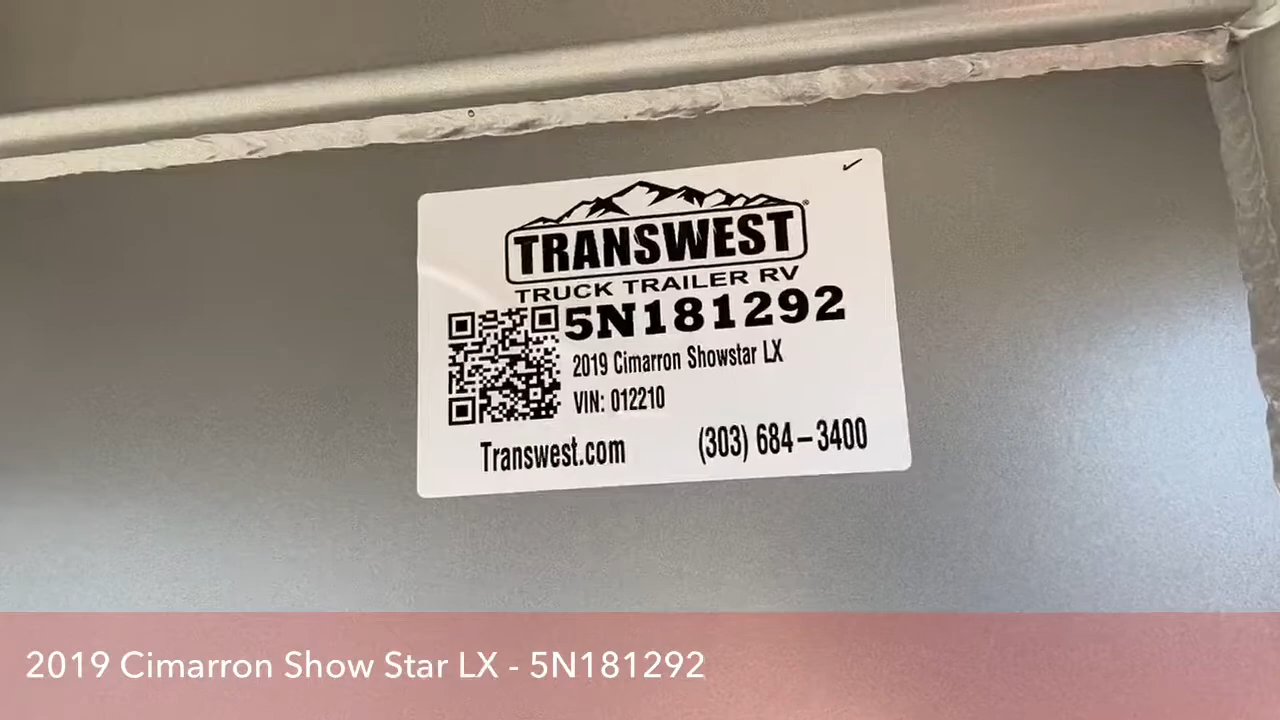 TRANSWEST®
TRUCK TRAILER RV
5N181292
2019 Cimarron Showstar LX
VIN: 012210
Transwest.com (303) 684-3400
2019 Cimarron Show Star LX - 5N181292